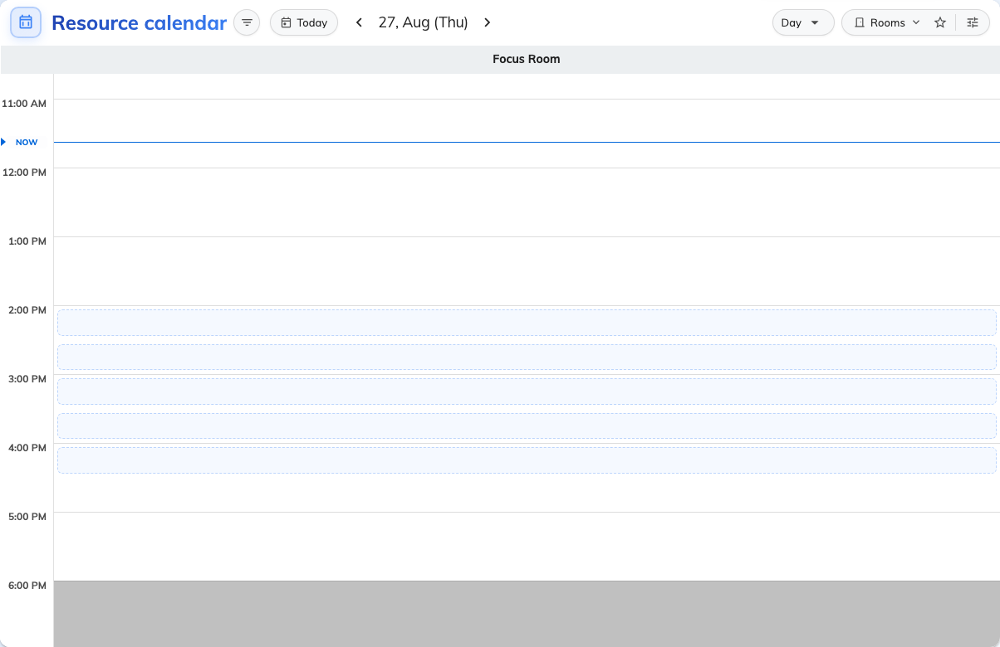 Resource calendar
Today
27, Aug (Thu)
Day
Rooms
Focus Room
11:00 AM
NOW
12:00 PM
1:00 PM
2:00 PM
3:00 PM
4:00 PM
5:00 PM
6:00 PM